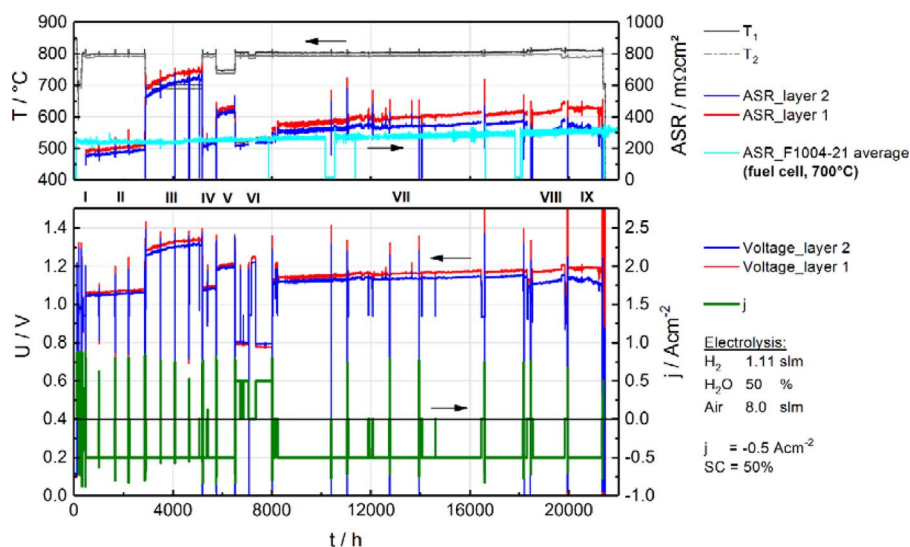 900
800
700
600
500
400
T / °C
1000
800
600
400
200
0
ASR / mΩcm²
T₁
T₂
ASR_layer 2
ASR_layer 1
ASR_F1004-21 average
(fuel cell, 700°C)
I II III IV V VI VII VIII IX
1.4
1.2
1.0
0.8
0.6
0.4
0.2
0.0
U / V
2.5
2.0
1.5
1.0
0.5
0.0
-0.5
-1.0
j / Acm⁻²
Voltage_layer 2
Voltage_layer 1
j
Electrolysis:
H₂ 1.11 slm
H₂O 50 %
Air 8.0 slm
j = -0.5 Acm⁻²
SC = 50%
0 4000 8000 12000 16000 20000
t / h